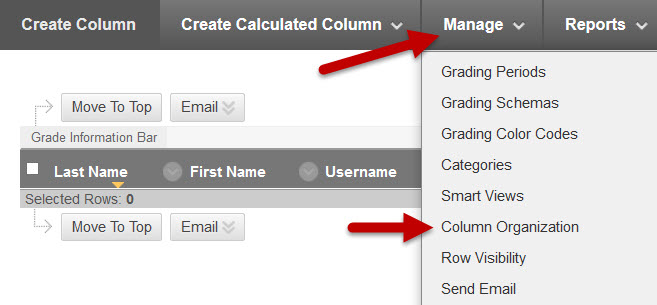 Create Column Create Calculated Column Manage Reports
Grading Periods
Grading Schemas
Grading Color Codes
Categories
Smart Views
Column Organization
Row Visibility
Send Email
Move To Top Email
Grade Information Bar
Last Name First Name Username
Selected Rows: 0
Move To Top Email